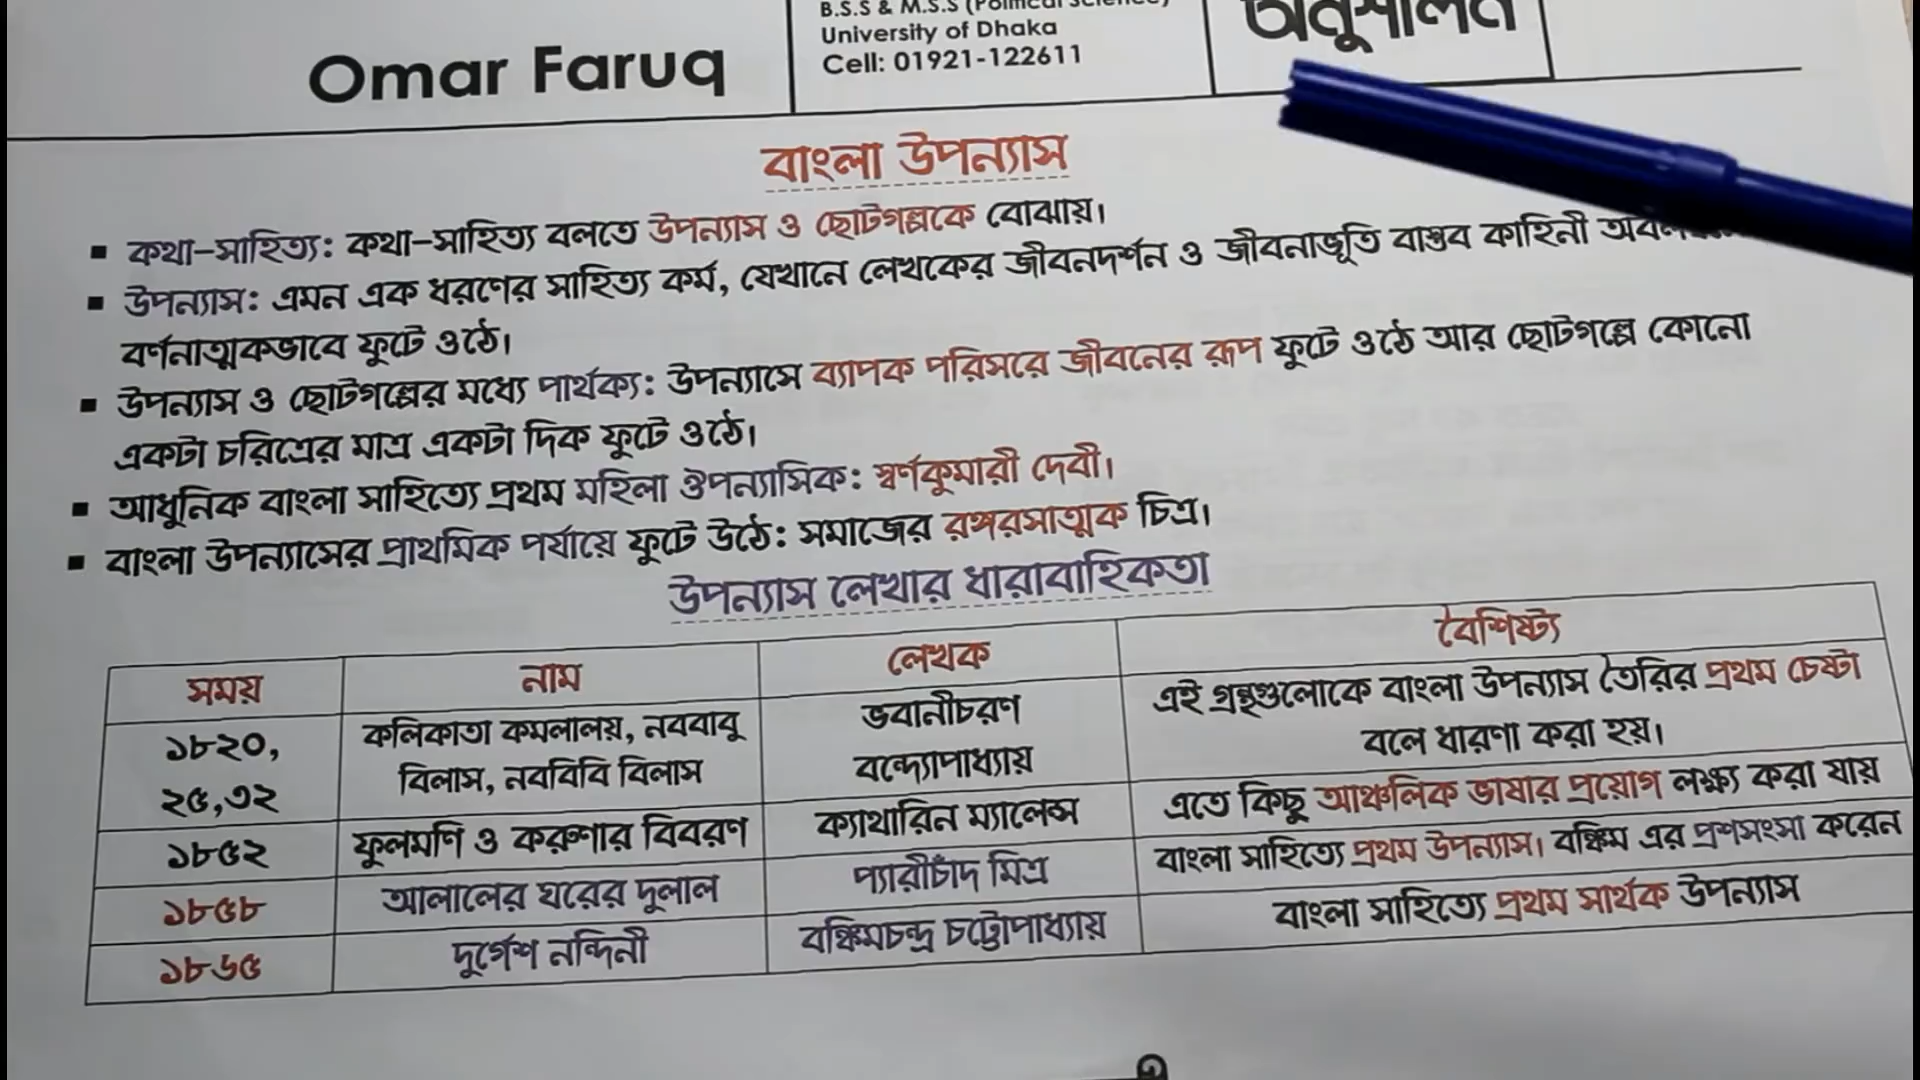 B.S.S & M.S.S (Political Science)
Omar Faruq
University of Dhaka
Cell: 01921-122611
অনুশীলন
বাংলা উপন্যাস
▪ কথা-সাহিত্য: কথা-সাহিত্য বলতে উপন্যাস ও ছোটগল্পকে বোঝায়।
▪ উপন্যাস: এমন এক ধরণের সাহিত্য কর্ম, যেখানে লেখকের জীবনদর্শন ও জীবনাভূতি বাস্তব কাহিনী
বর্ণনাত্মকভাবে ফুটে ওঠে।
▪ উপন্যাস ও ছোটগল্পের মধ্যে পার্থক্য: উপন্যাসে ব্যাপক পরিসরে জীবনের রূপ ফুটে ওঠে আর ছোটগল্পে কোনো
একটা চরিত্রের মাত্র একটা দিক ফুটে ওঠে।
▪ আধুনিক বাংলা সাহিত্যে প্রথম মহিলা ঔপন্যাসিক: স্বর্ণকুমারী দেবী।
▪ বাংলা উপন্যাসের প্রাথমিক পর্যায়ে ফুটে উঠে: সমাজের রঙ্গরসাত্মক চিত্র।
উপন্যাস লেখার ধারাবাহিকতা
সময় নাম লেখক বৈশিষ্ট্য
১৮২০, কলিকাতা কমলালয়, নববাবু ভবানীচরণ এই গ্রন্থগুলোকে বাংলা উপন্যাস তৈরির প্রথম চেষ্টা
২৫,৩২ বিলাস, নববিবি বিলাস বন্দ্যোপাধ্যায় বলে ধারণা করা হয়।
১৮৫২ ফুলমণি ও করুণার বিবরণ ক্যাথারিন ম্যালেন্স এতে কিছু আঞ্চলিক ভাষার প্রয়োগ লক্ষ্য করা যায়
১৮৫৮ আলালের ঘরের দুলাল প্যারীচাঁদ মিত্র বাংলা সাহিত্যে প্রথম উপন্যাস। বঙ্কিম এর প্রশসংসা করেন
১৮৬৫ দুর্গেশ নন্দিনী বঙ্কিমচন্দ্র চট্টোপাধ্যায় বাংলা সাহিত্যে প্রথম সার্থক উপন্যাস